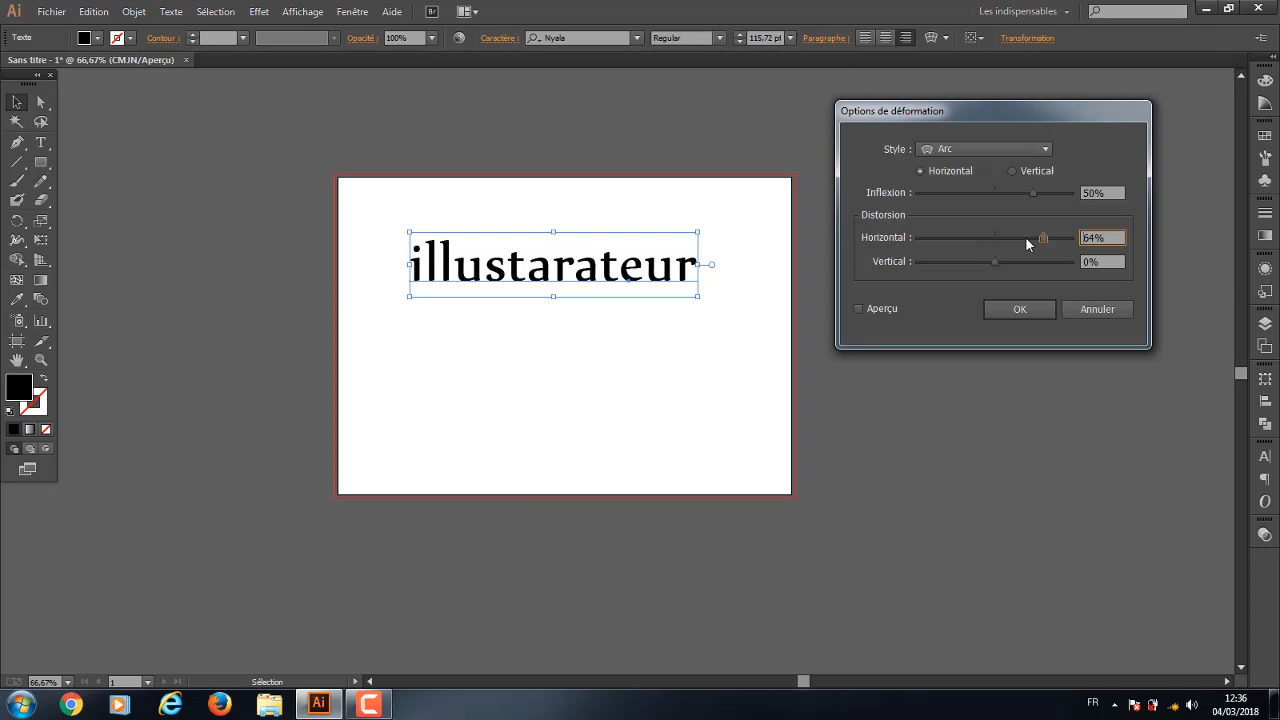 Ai Fichier Edition Objet Texte Sélection Effet Affichage Fenêtre Aide Br Les indispensables
Texte Contour : Opacité : 100% Caractère : Nyala Regular 115,72 pt Paragraphe : Transformation
Sans titre - 1* @ 66,67% (CMJN/Aperçu) ×
Options de déformation
Style : Arc
Horizontal Vertical
Inflexion : 50%
Distorsion
Horizontal : 64%
Vertical : 0%
Aperçu OK Annuler
illustarateur
66,67% 1 Sélection
Ai FR 12:36
04/03/2018